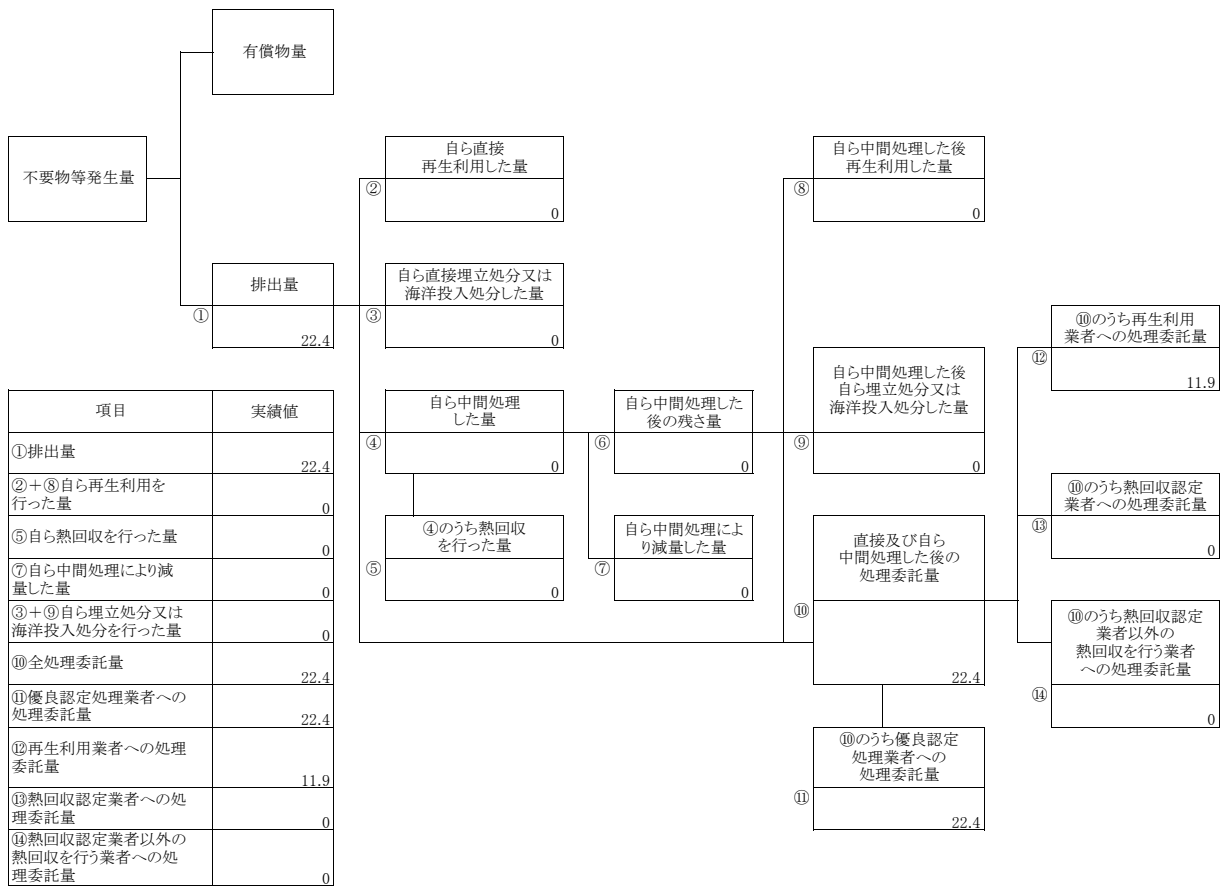 有償物量
不要物等発生量
自ら直接
再生利用した量
②
0
自ら中間処理した後
再生利用した量
⑧
0
排出量
①
22.4
自ら直接埋立処分又は
海洋投入処分した量
③
0
⑩のうち再生利用
業者への処理委託量
⑫
11.9
自ら中間処理
した量
④
0
自ら中間処理した
後の残さ量
⑥
0
自ら中間処理した後
自ら埋立処分又は
海洋投入処分した量
⑨
0
④のうち熱回収
を行った量
⑤
0
自ら中間処理によ
り減量した量
⑦
0
直接及び自ら
中間処理した後の
処理委託量
⑩
22.4
⑩のうち熱回収認定
業者への処理委託量
⑬
0
⑩のうち熱回収認定
業者以外の
熱回収を行う業者
への処理委託量
⑭
0
⑩のうち優良認定
処理業者への
処理委託量
⑪
22.4
項目 実績値
①排出量
22.4
②＋⑧自ら再生利用を
行った量
0
⑤自ら熱回収を行った量
0
⑦自ら中間処理により減
量した量
0
③＋⑨自ら埋立処分又は
海洋投入処分を行った量
0
⑩全処理委託量
22.4
⑪優良認定処理業者への
処理委託量
22.4
⑫再生利用業者への処理
委託量
11.9
⑬熱回収認定業者への処
理委託量
0
⑭熱回収認定業者以外の
熱回収を行う業者への処
理委託量
0